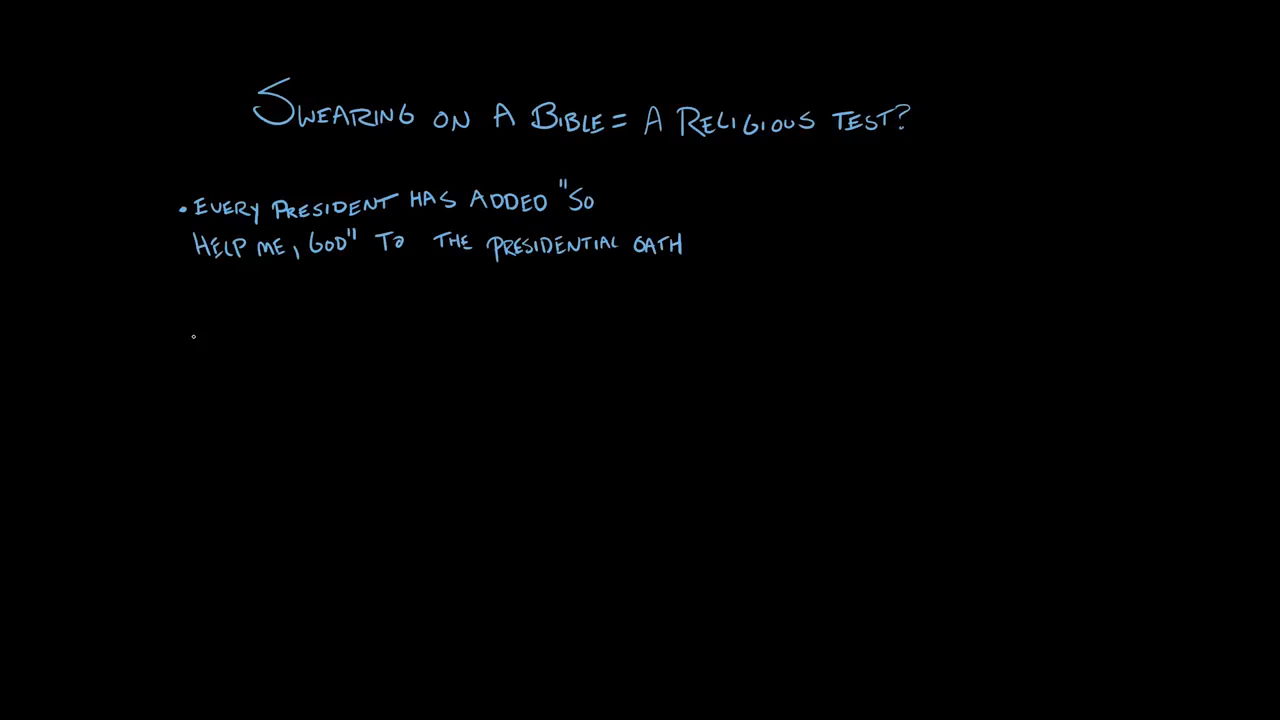 SWEARING ON A BIBLE = A RELIGIOUS TEST?
• EVERY PRESIDENT HAS ADDED "SO
HELP ME, GOD" TO THE PRESIDENTIAL OATH